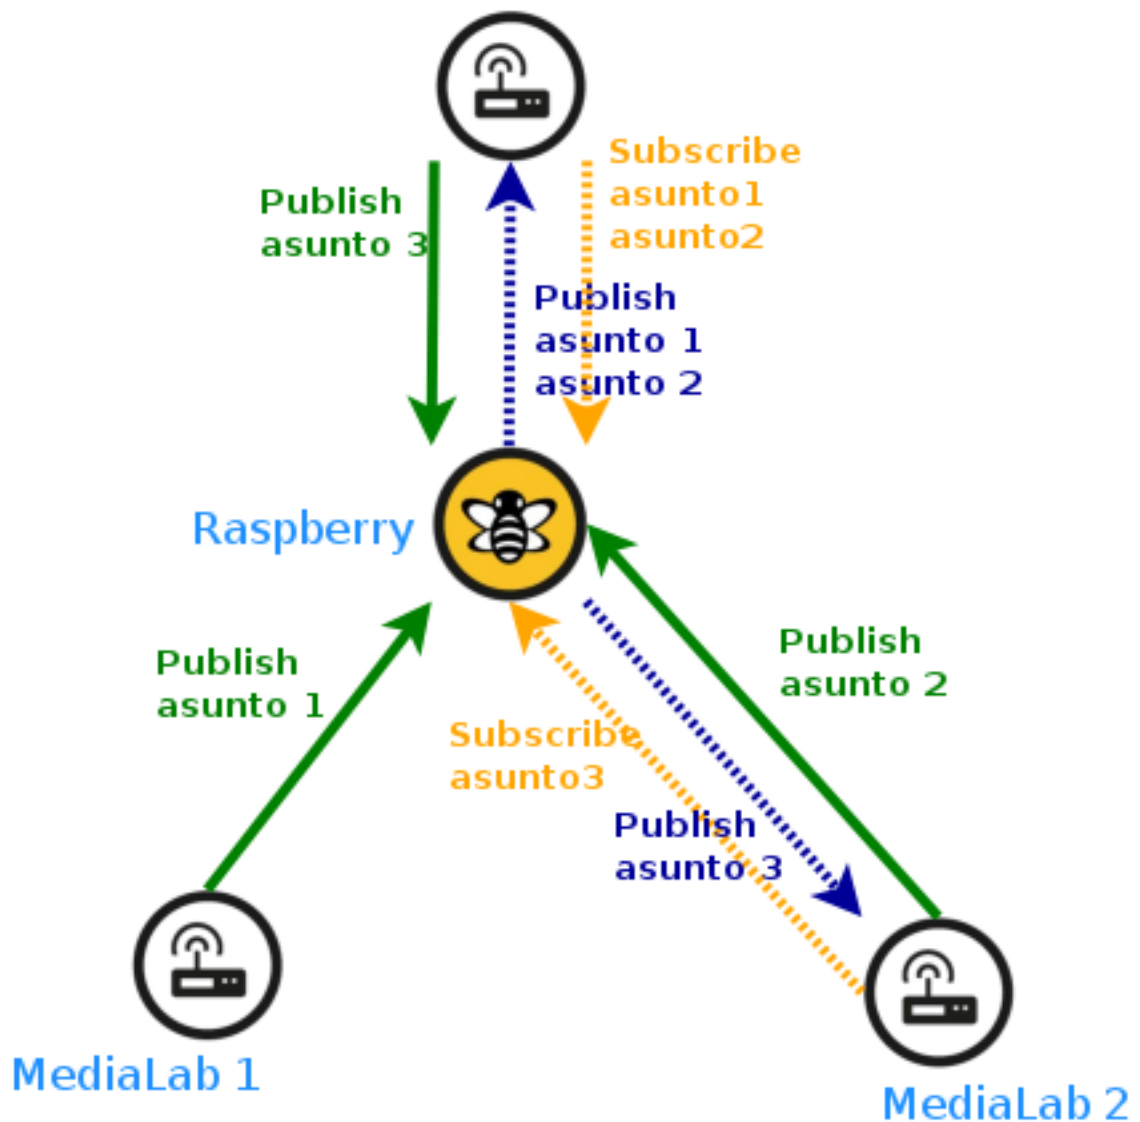 Subscribe
asunto1
asunto2
Publish
asunto 3
Publish
asunto 1
asunto 2
Raspberry
Publish
asunto 1
Publish
asunto 2
Subscribe
asunto3
Publish
asunto 3
MediaLab 1
MediaLab 2